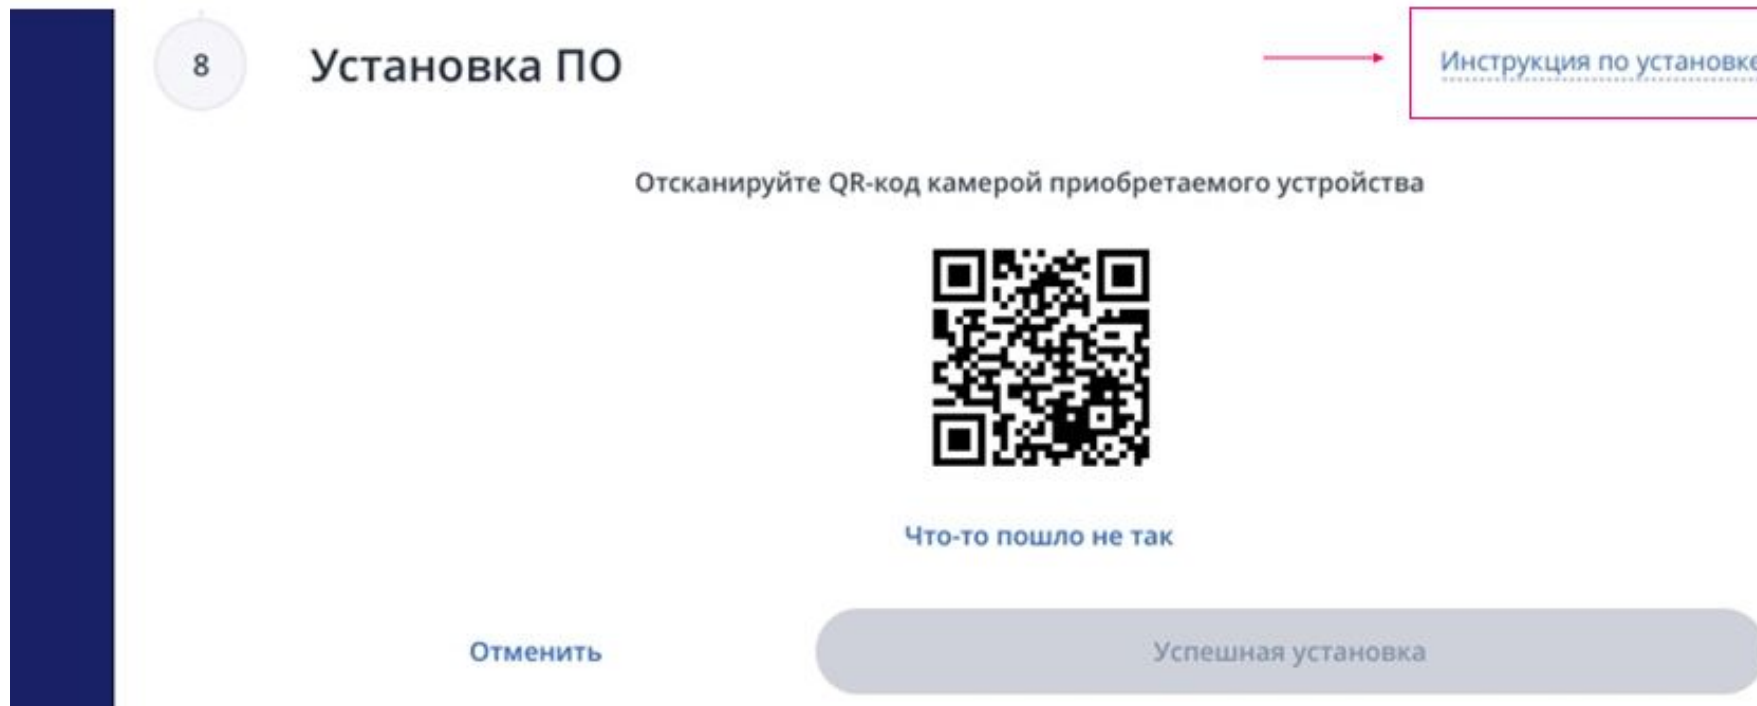 8
Установка ПО
Инструкция по установке
Отсканируйте QR-код камерой приобретаемого устройства
Что-то пошло не так
Отменить
Успешная установка